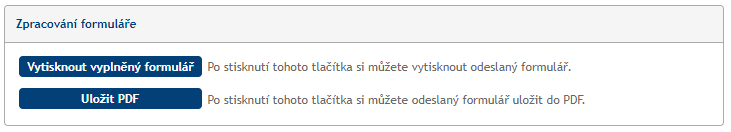 Zpracování formuláře
Vytisknout vyplněný formulář Po stisknutí tohoto tlačítka si můžete vytisknout odeslaný formulář.
Uložit PDF Po stisknutí tohoto tlačítka si můžete odeslaný formulář uložit do PDF.